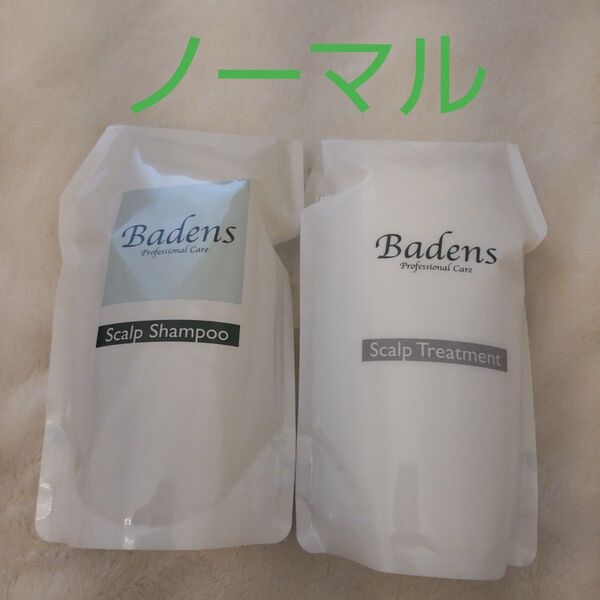 ノーマル
Badens
Professional Care
Scalp Shampoo
Badens
Professional Care
Scalp Treatment